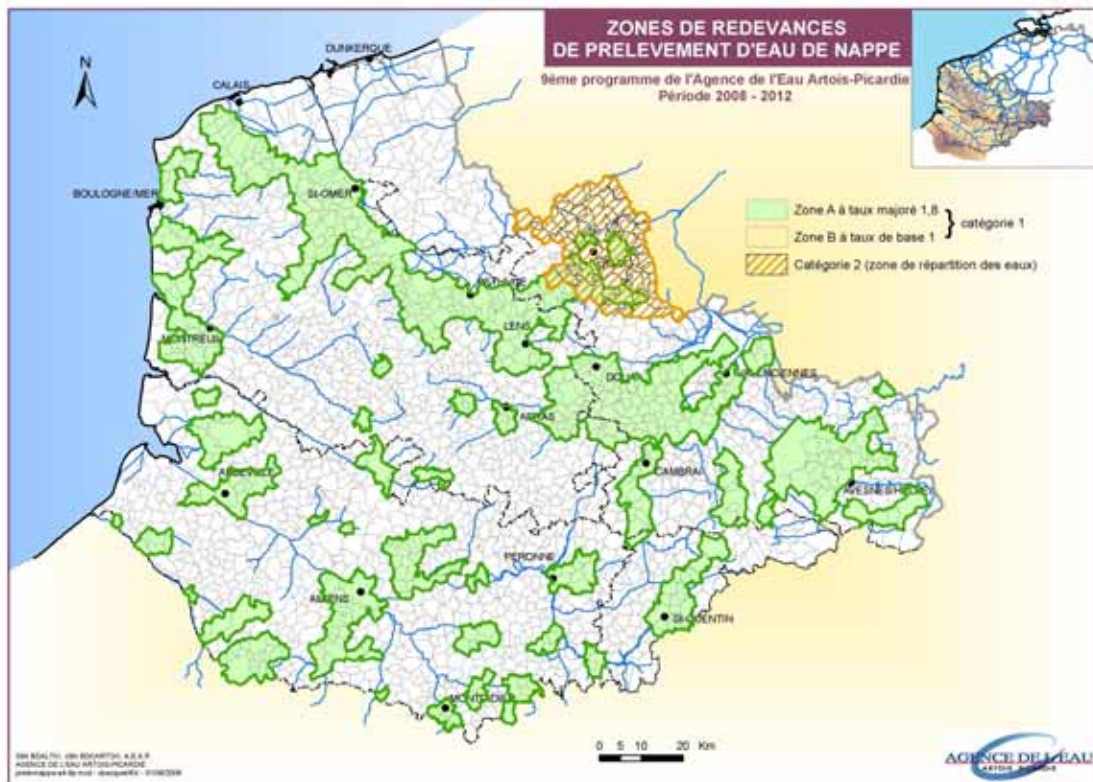 ZONES DE REDEVANCES
DE PRELEVEMENT D'EAU DE NAPPE
9ème programme de l'Agence de l'Eau Artois-Picardie
Période 2008 - 2012
N
DUNKERQUE
CALAIS
BOULOGNE/MER
ST-OMER
Zone A à taux majoré 1,8
Zone B à taux de base 1
catégorie 1
Catégorie 2 (zone de répartition des eaux)
LENS
MONTREUIL
DOUAI
VALENCIENNES
ARRAS
CAMBRAI
ABBEVILLE
PERONNE
AMIENS
ST-QUENTIN
MONTDIDIER
0 5 10 20 Km
AGENCE DE L'EAU ARTOIS-PICARDIE
AGENCE DE L'EAU
ARTOIS PICARDIE